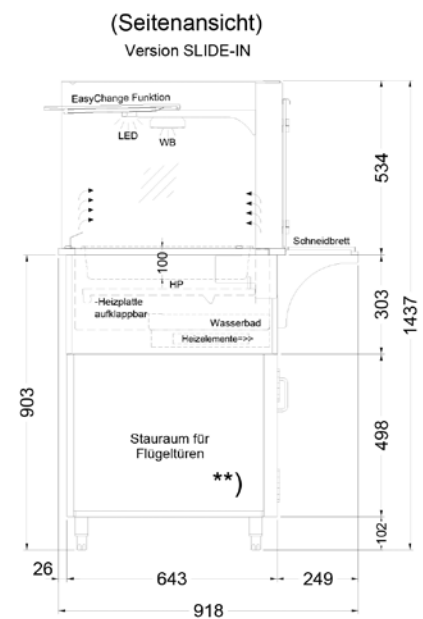 (Seitenansicht)
Version SLIDE-IN
EasyChange Funktion
LED
WB
534
Schneidbrett
100
HP
-Heizplatte
aufklappbar
Wasserbad
Heizelemente=>>
303
1437
903
498
Stauraum für
Flügeltüren
**)
102
26
643
249
918